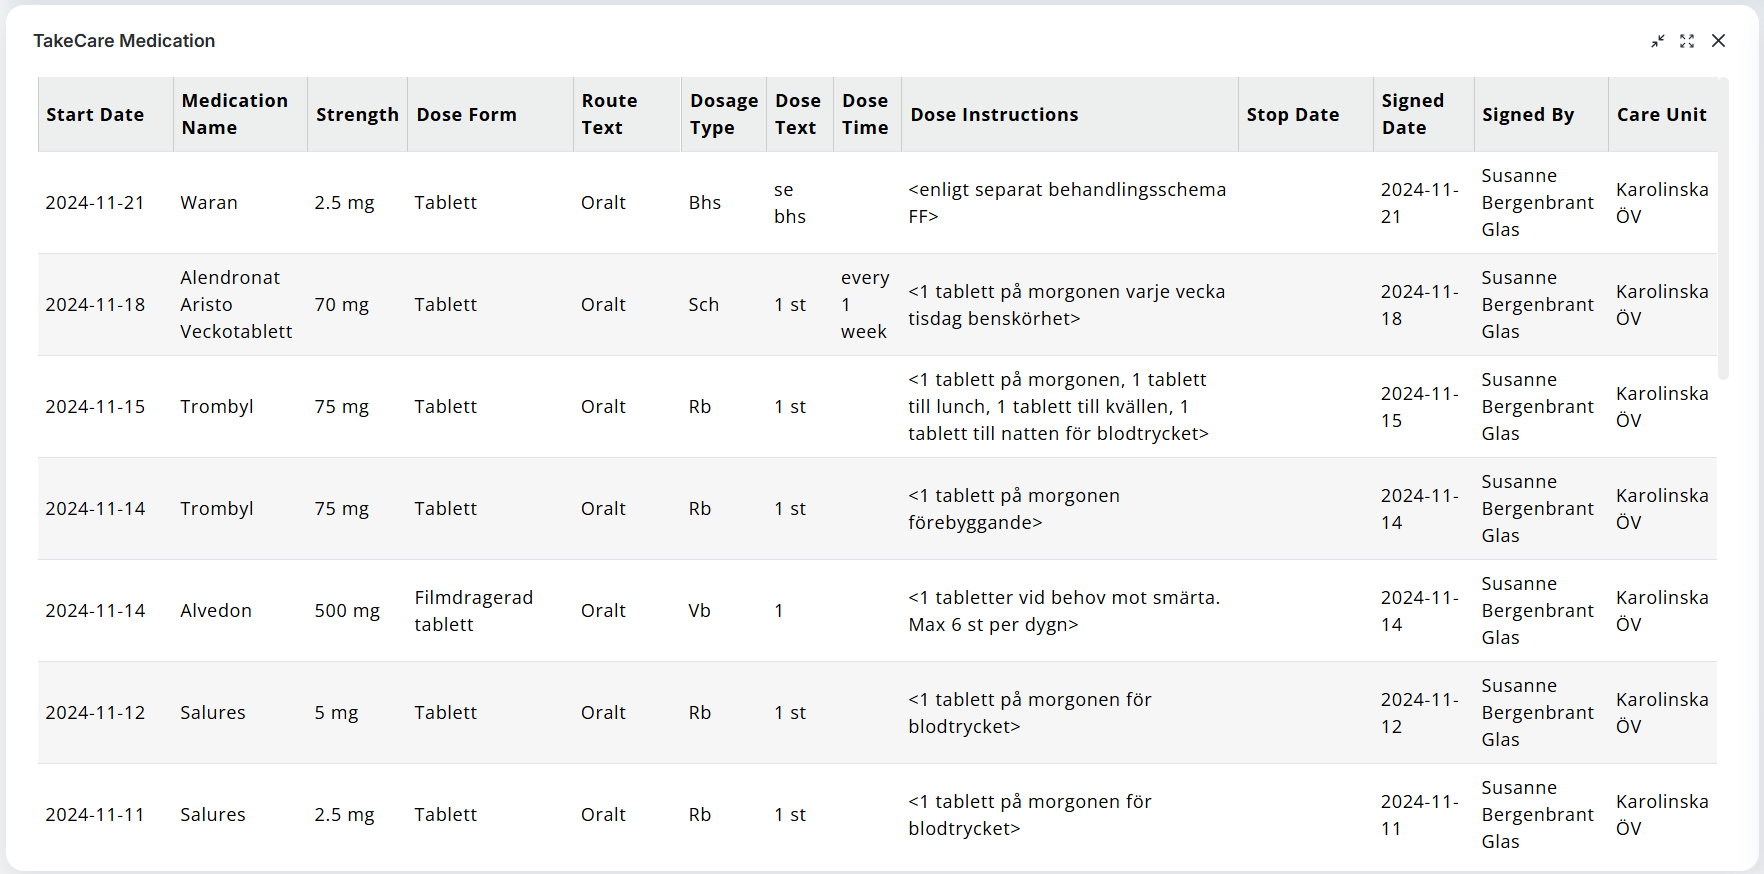 TakeCare Medication
Start Date
Medication
Name
Strength
Dose Form
Route
Text
Dosage
Type
Dose
Text
Dose
Time
Dose Instructions
Stop Date
Signed
Date
Signed By
Care Unit
2024-11-21
Waran
2.5 mg
Tablett
Oralt
Bhs
se
bhs
<enligt separat behandlingsschema
FF>
2024-11-
21
Susanne
Bergenbrant
Glas
Karolinska
ÖV
2024-11-18
Alendronat
Aristo
Veckotablett
70 mg
Tablett
Oralt
Sch
1 st
every
1
week
<1 tablett på morgonen varje vecka
tisdag benskörhet>
2024-11-
18
Susanne
Bergenbrant
Glas
Karolinska
ÖV
2024-11-15
Trombyl
75 mg
Tablett
Oralt
Rb
1 st
<1 tablett på morgonen, 1 tablett
till lunch, 1 tablett till kvällen, 1
tablett till natten för blodtrycket>
2024-11-
15
Susanne
Bergenbrant
Glas
Karolinska
ÖV
2024-11-14
Trombyl
75 mg
Tablett
Oralt
Rb
1 st
<1 tablett på morgonen
förebyggande>
2024-11-
14
Susanne
Bergenbrant
Glas
Karolinska
ÖV
2024-11-14
Alvedon
500 mg
Filmdragerad
tablett
Oralt
Vb
1
<1 tabletter vid behov mot smärta.
Max 6 st per dygn>
2024-11-
14
Susanne
Bergenbrant
Glas
Karolinska
ÖV
2024-11-12
Salures
5 mg
Tablett
Oralt
Rb
1 st
<1 tablett på morgonen för
blodtrycket>
2024-11-
12
Susanne
Bergenbrant
Glas
Karolinska
ÖV
2024-11-11
Salures
2.5 mg
Tablett
Oralt
Rb
1 st
<1 tablett på morgonen för
blodtrycket>
2024-11-
11
Susanne
Bergenbrant
Glas
Karolinska
ÖV